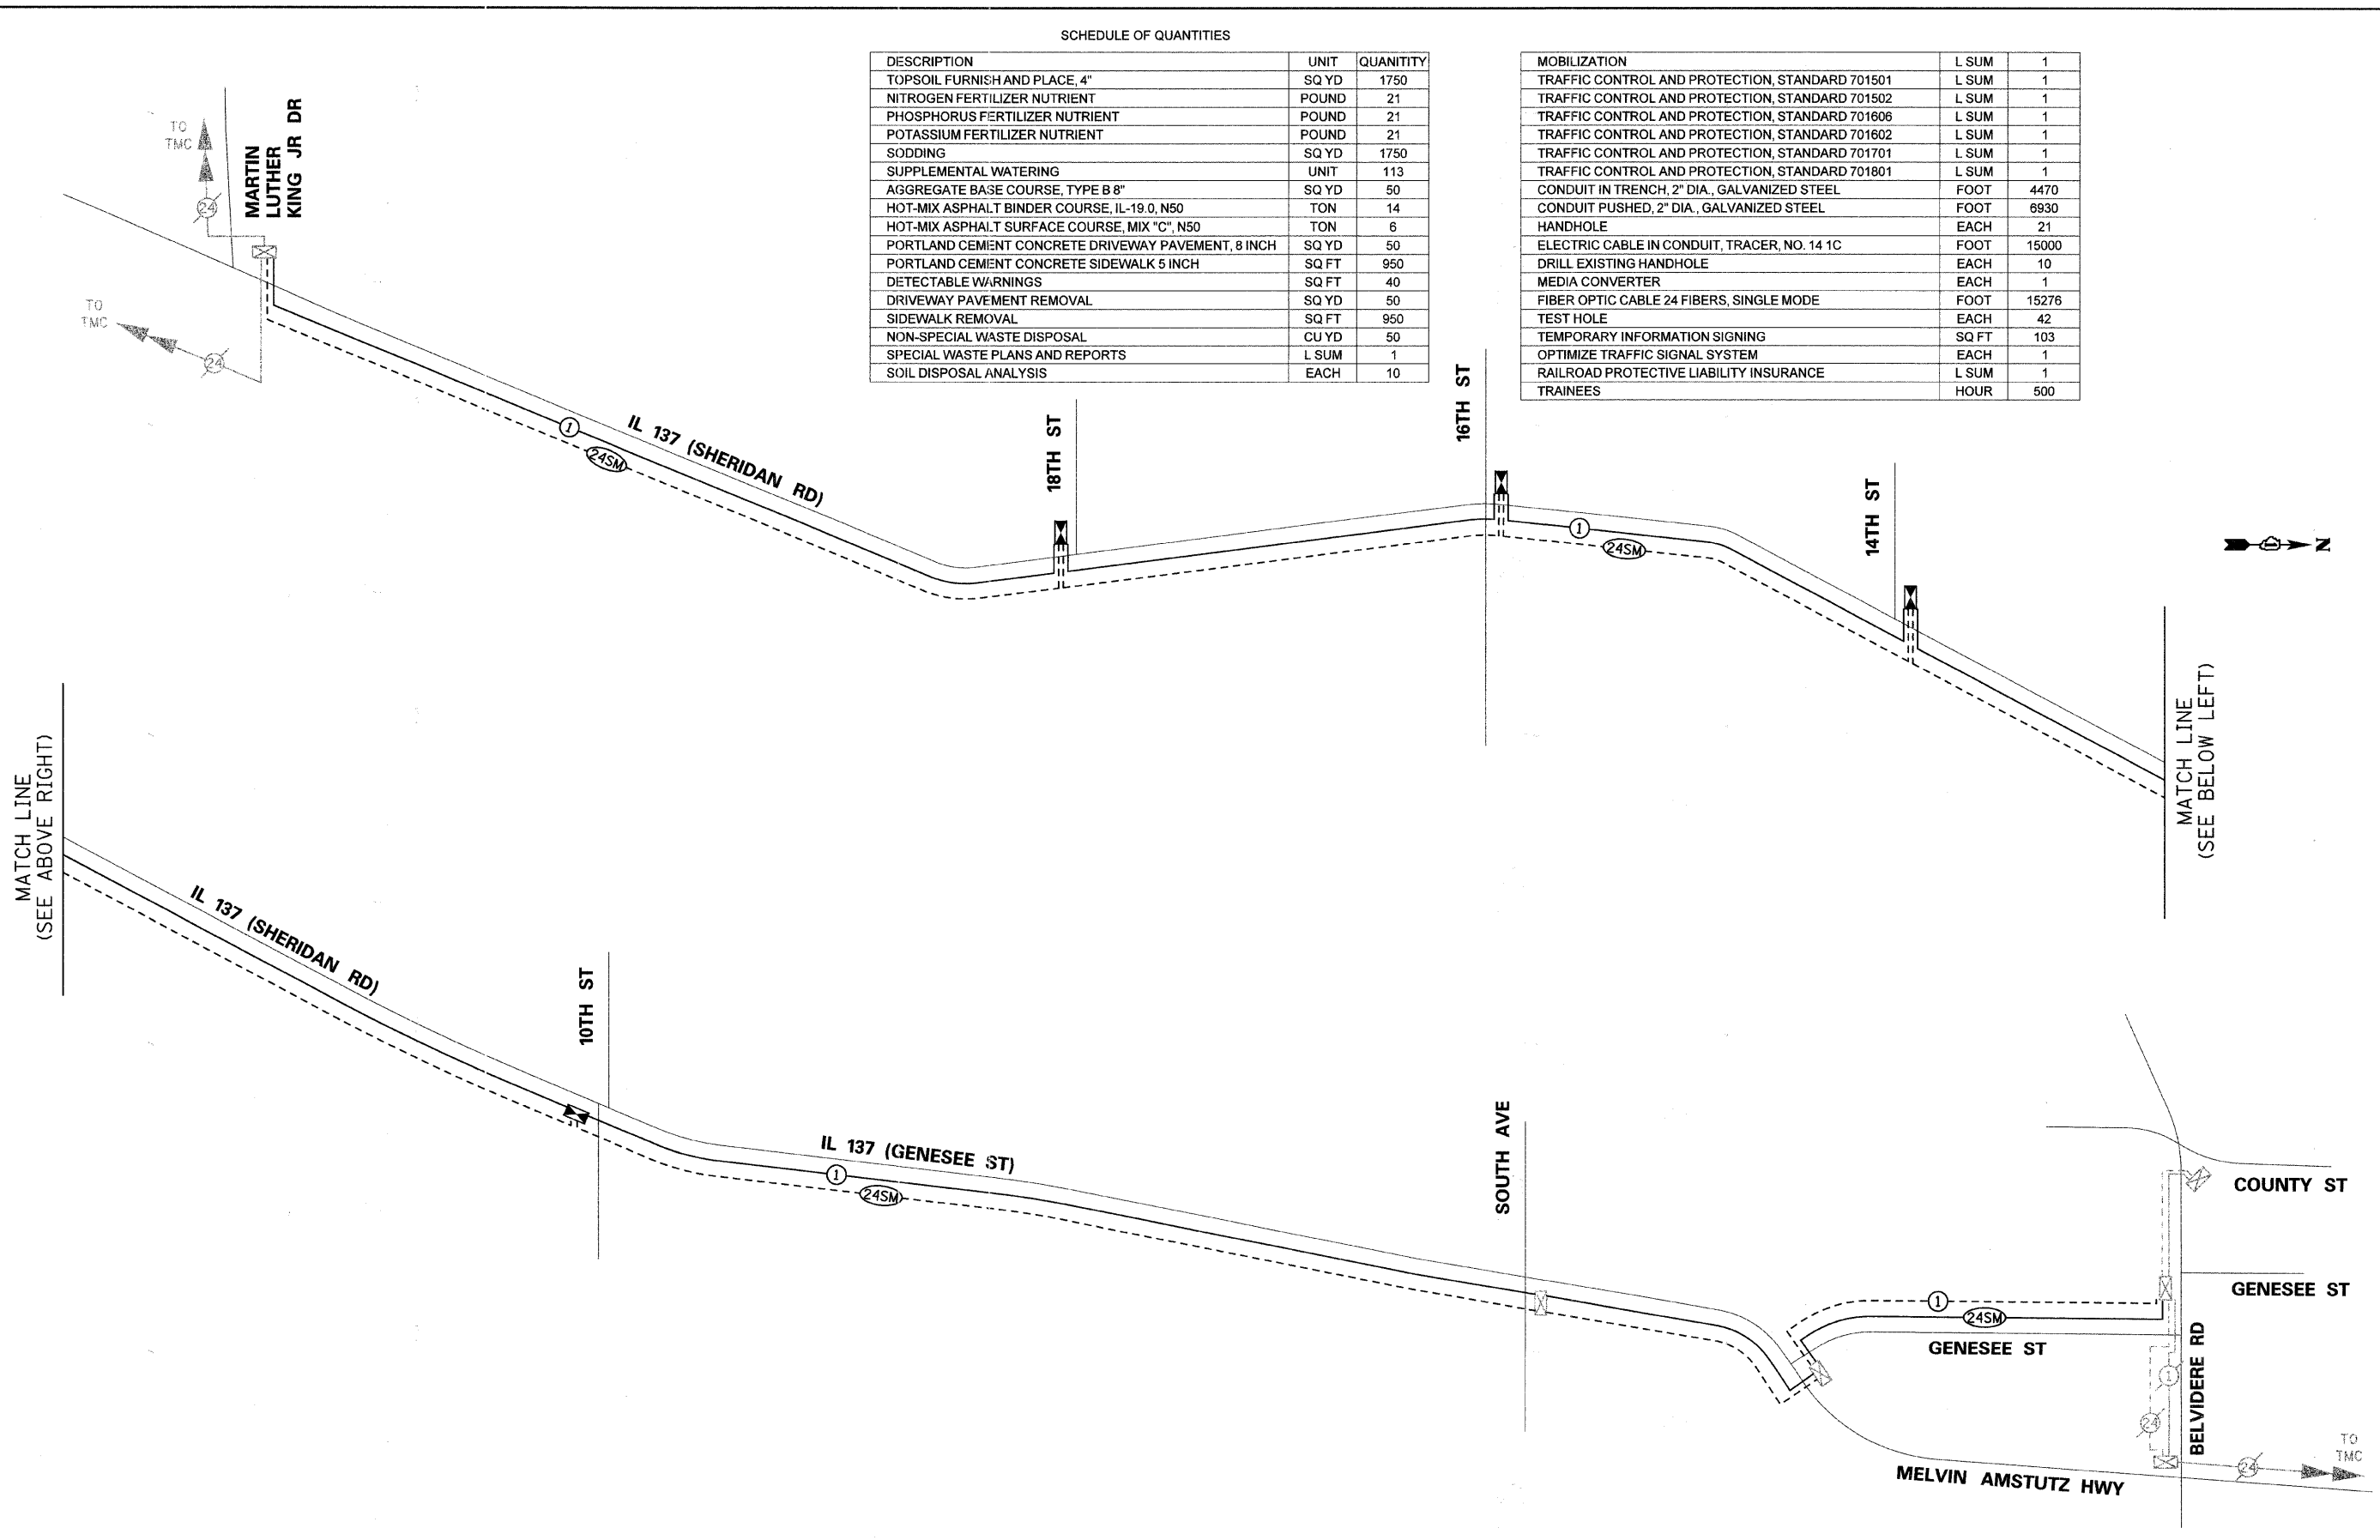 SCHEDULE OF QUANTITIES
DESCRIPTION UNIT QUANITITY
TOPSOIL FURNISH AND PLACE, 4" SQ YD 1750
NITROGEN FERTILIZER NUTRIENT POUND 21
PHOSPHORUS FERTILIZER NUTRIENT POUND 21
POTASSIUM FERTILIZER NUTRIENT POUND 21
SODDING SQ YD 1750
SUPPLEMENTAL WATERING UNIT 113
AGGREGATE BASE COURSE, TYPE B 8" SQ YD 50
HOT-MIX ASPHALT BINDER COURSE, IL-19.0, N50 TON 14
HOT-MIX ASPHALT SURFACE COURSE, MIX "C", N50 TON 6
PORTLAND CEMENT CONCRETE DRIVEWAY PAVEMENT, 8 INCH SQ YD 50
PORTLAND CEMENT CONCRETE SIDEWALK 5 INCH SQ FT 950
DETECTABLE WARNINGS SQ FT 40
DRIVEWAY PAVEMENT REMOVAL SQ YD 50
SIDEWALK REMOVAL SQ FT 950
NON-SPECIAL WASTE DISPOSAL CU YD 50
SPECIAL WASTE PLANS AND REPORTS L SUM 1
SOIL DISPOSAL ANALYSIS EACH 10
MOBILIZATION L SUM 1
TRAFFIC CONTROL AND PROTECTION, STANDARD 701501 L SUM 1
TRAFFIC CONTROL AND PROTECTION, STANDARD 701502 L SUM 1
TRAFFIC CONTROL AND PROTECTION, STANDARD 701606 L SUM 1
TRAFFIC CONTROL AND PROTECTION, STANDARD 701602 L SUM 1
TRAFFIC CONTROL AND PROTECTION, STANDARD 701701 L SUM 1
TRAFFIC CONTROL AND PROTECTION, STANDARD 701801 L SUM 1
CONDUIT IN TRENCH, 2" DIA., GALVANIZED STEEL FOOT 4470
CONDUIT PUSHED, 2" DIA., GALVANIZED STEEL FOOT 6930
HANDHOLE EACH 21
ELECTRIC CABLE IN CONDUIT, TRACER, NO. 14 1C FOOT 15000
DRILL EXISTING HANDHOLE EACH 10
MEDIA CONVERTER EACH 1
FIBER OPTIC CABLE 24 FIBERS, SINGLE MODE FOOT 15276
TEST HOLE EACH 42
TEMPORARY INFORMATION SIGNING SQ FT 103
OPTIMIZE TRAFFIC SIGNAL SYSTEM EACH 1
RAILROAD PROTECTIVE LIABILITY INSURANCE L SUM 1
TRAINEES HOUR 500
TO
TMC
24
MARTIN
LUTHER
KING JR DR
TO
TMC
24
1
24SM
IL 137 (SHERIDAN RD)
18TH ST
16TH ST
1
24SM
14TH ST
N
MATCH LINE
(SEE BELOW LEFT)
MATCH LINE
(SEE ABOVE RIGHT)
IL 137 (SHERIDAN RD)
10TH ST
IL 137 (GENESEE ST)
1
24SM
SOUTH AVE
COUNTY ST
GENESEE ST
1
24SM
GENESEE ST
BELVIDERE RD
1
24
24
TO
TMC
MELVIN AMSTUTZ HWY